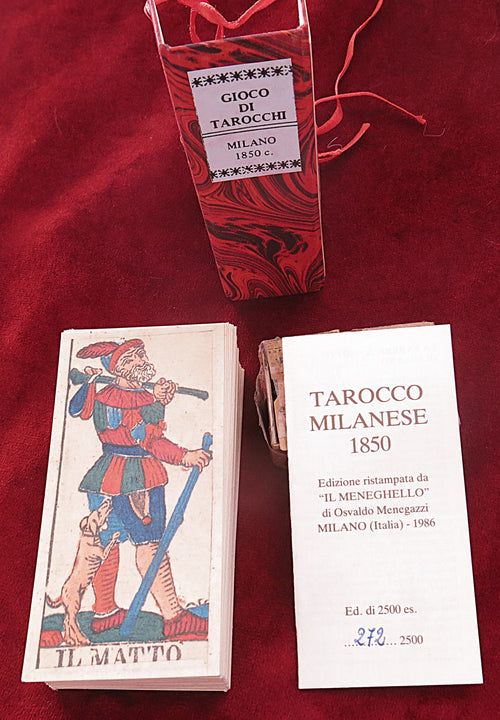 GIOCO
DI
TAROCCHI
MILANO
1850 c.
IL MATTO
TAROCCO
MILANESE
1850
Edizione ristampata da
“IL MENEGHELLO”
di Osvaldo Menegazzi
MILANO (Italia) - 1986
Ed. di 2500 es.
...272... 2500